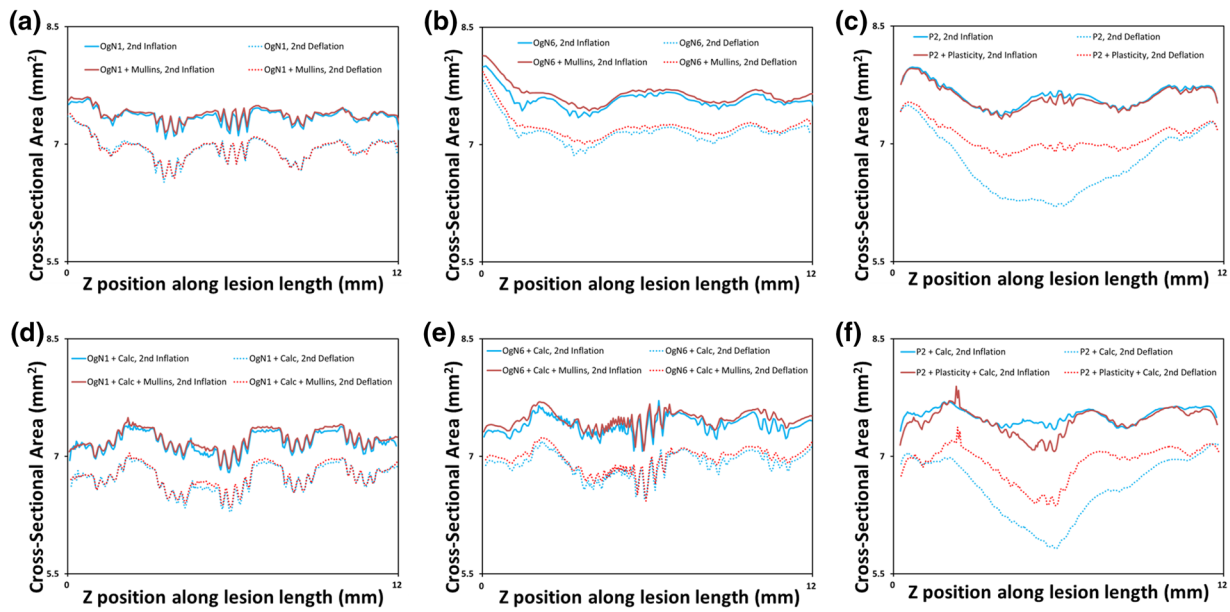 (a)
8.5
7
5.5
Cross-Sectional Area (mm²)
OgN1, 2nd Inflation
OgN1, 2nd Deflation
OgN1 + Mullins, 2nd Inflation
OgN1 + Mullins, 2nd Deflation
0
12
Z position along lesion length (mm)
(b)
8.5
7
5.5
Cross-Sectional Area (mm²)
OgN6, 2nd Inflation
OgN6, 2nd Deflation
OgN6 + Mullins, 2nd Inflation
OgN6 + Mullins, 2nd Deflation
0
12
Z position along lesion length (mm)
(c)
8.5
7
5.5
Cross-Sectional Area (mm²)
P2, 2nd Inflation
P2, 2nd Deflation
P2 + Plasticity, 2nd Inflation
P2 + Plasticity, 2nd Deflation
0
12
Z position along lesion length (mm)
(d)
8.5
7
5.5
Cross-Sectional Area (mm²)
OgN1 + Calc, 2nd Inflation
OgN1 + Calc, 2nd Deflation
OgN1 + Calc + Mullins, 2nd Inflation
OgN1 + Calc + Mullins, 2nd Deflation
0
12
Z position along lesion length (mm)
(e)
8.5
7
5.5
Cross-Sectional Area (mm²)
OgN6 + Calc, 2nd Inflation
OgN6 + Calc, 2nd Deflation
OgN6 + Calc + Mullins, 2nd Inflation
OgN6 + Calc + Mullins, 2nd Deflation
0
12
Z position along lesion length (mm)
(f)
8.5
7
5.5
Cross-Sectional Area (mm²)
P2 + Calc, 2nd Inflation
P2 + Calc, 2nd Deflation
P2 + Plasticity + Calc, 2nd Inflation
P2 + Plasticity + Calc, 2nd Deflation
0
12
Z position along lesion length (mm)